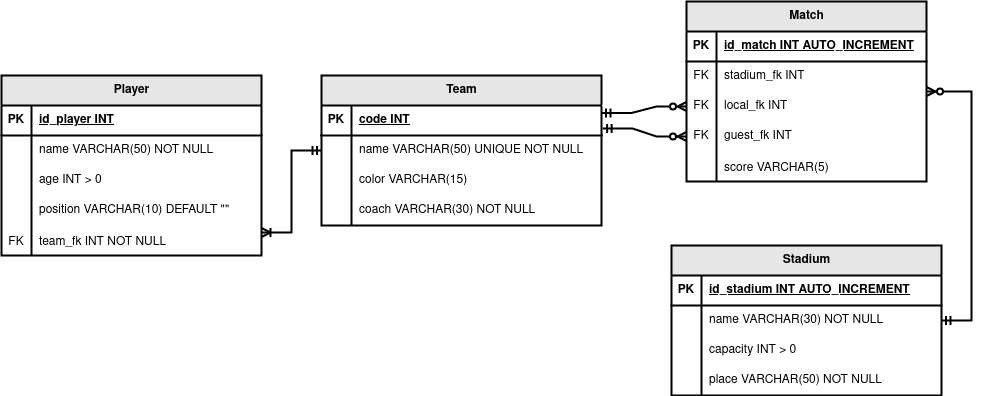 Match
PK id_match INT AUTO_INCREMENT
FK stadium_fk INT
FK local_fk INT
FK guest_fk INT
score VARCHAR(5)
Player
PK id_player INT
name VARCHAR(50) NOT NULL
age INT > 0
position VARCHAR(10) DEFAULT ""
FK team_fk INT NOT NULL
Team
PK code INT
name VARCHAR(50) UNIQUE NOT NULL
color VARCHAR(15)
coach VARCHAR(30) NOT NULL
Stadium
PK id_stadium INT AUTO_INCREMENT
name VARCHAR(30) NOT NULL
capacity INT > 0
place VARCHAR(50) NOT NULL